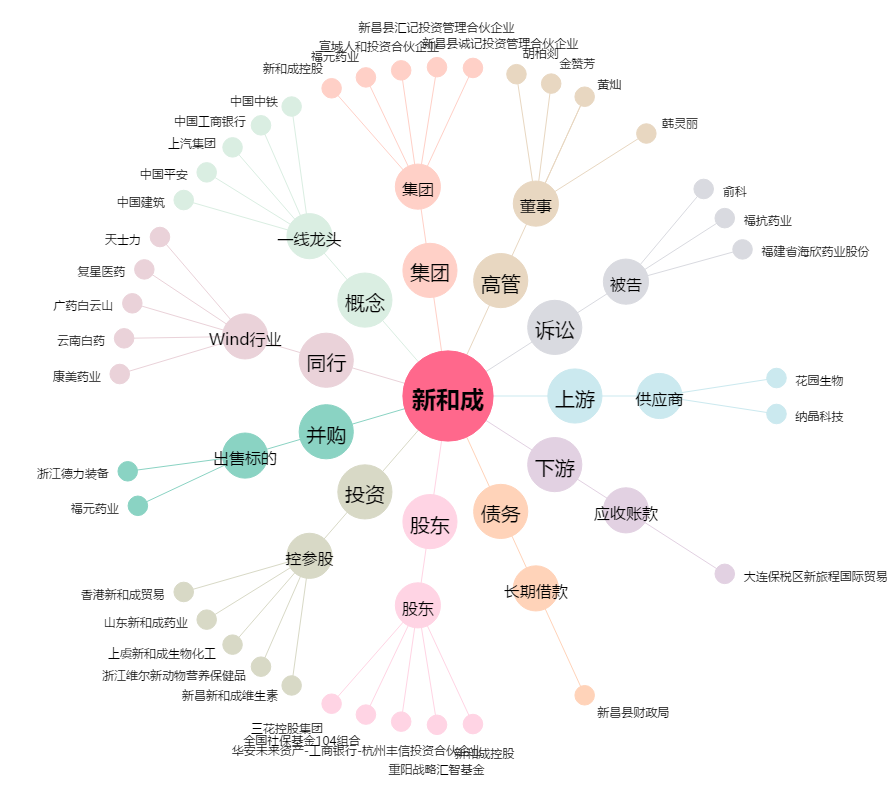 新昌县汇记投资管理合伙企业
宣城人和投资合伙企业
新昌县诚记投资管理合伙企业
福元药业
新和成控股
集团
集团
胡柏剡
金赞芳
黄灿
韩灵丽
董事
高管
俞科
福抗药业
福建省海欣药业股份
被告
诉讼
花园生物
纳昂科技
供应商
上游
下游
应收账款
大连保税区新旅程国际贸易
债务
长期借款
新昌县财政局
股东
股东
三花控股集团
全国社保基金104组合
华安未来资产-工商银行-杭州丰信投资合伙企业
重阳战略汇智基金
新和成控股
投资
控参股
香港新和成贸易
山东新和成药业
上虞新和成生物化工
浙江维尔新动物营养保健品
新昌新和成维生素
并购
出售标的
浙江德力装备
福元药业
同行
Wind行业
天士力
复星医药
广药白云山
云南白药
康美药业
概念
一线龙头
中国中铁
中国工商银行
上汽集团
中国平安
中国建筑
新和成